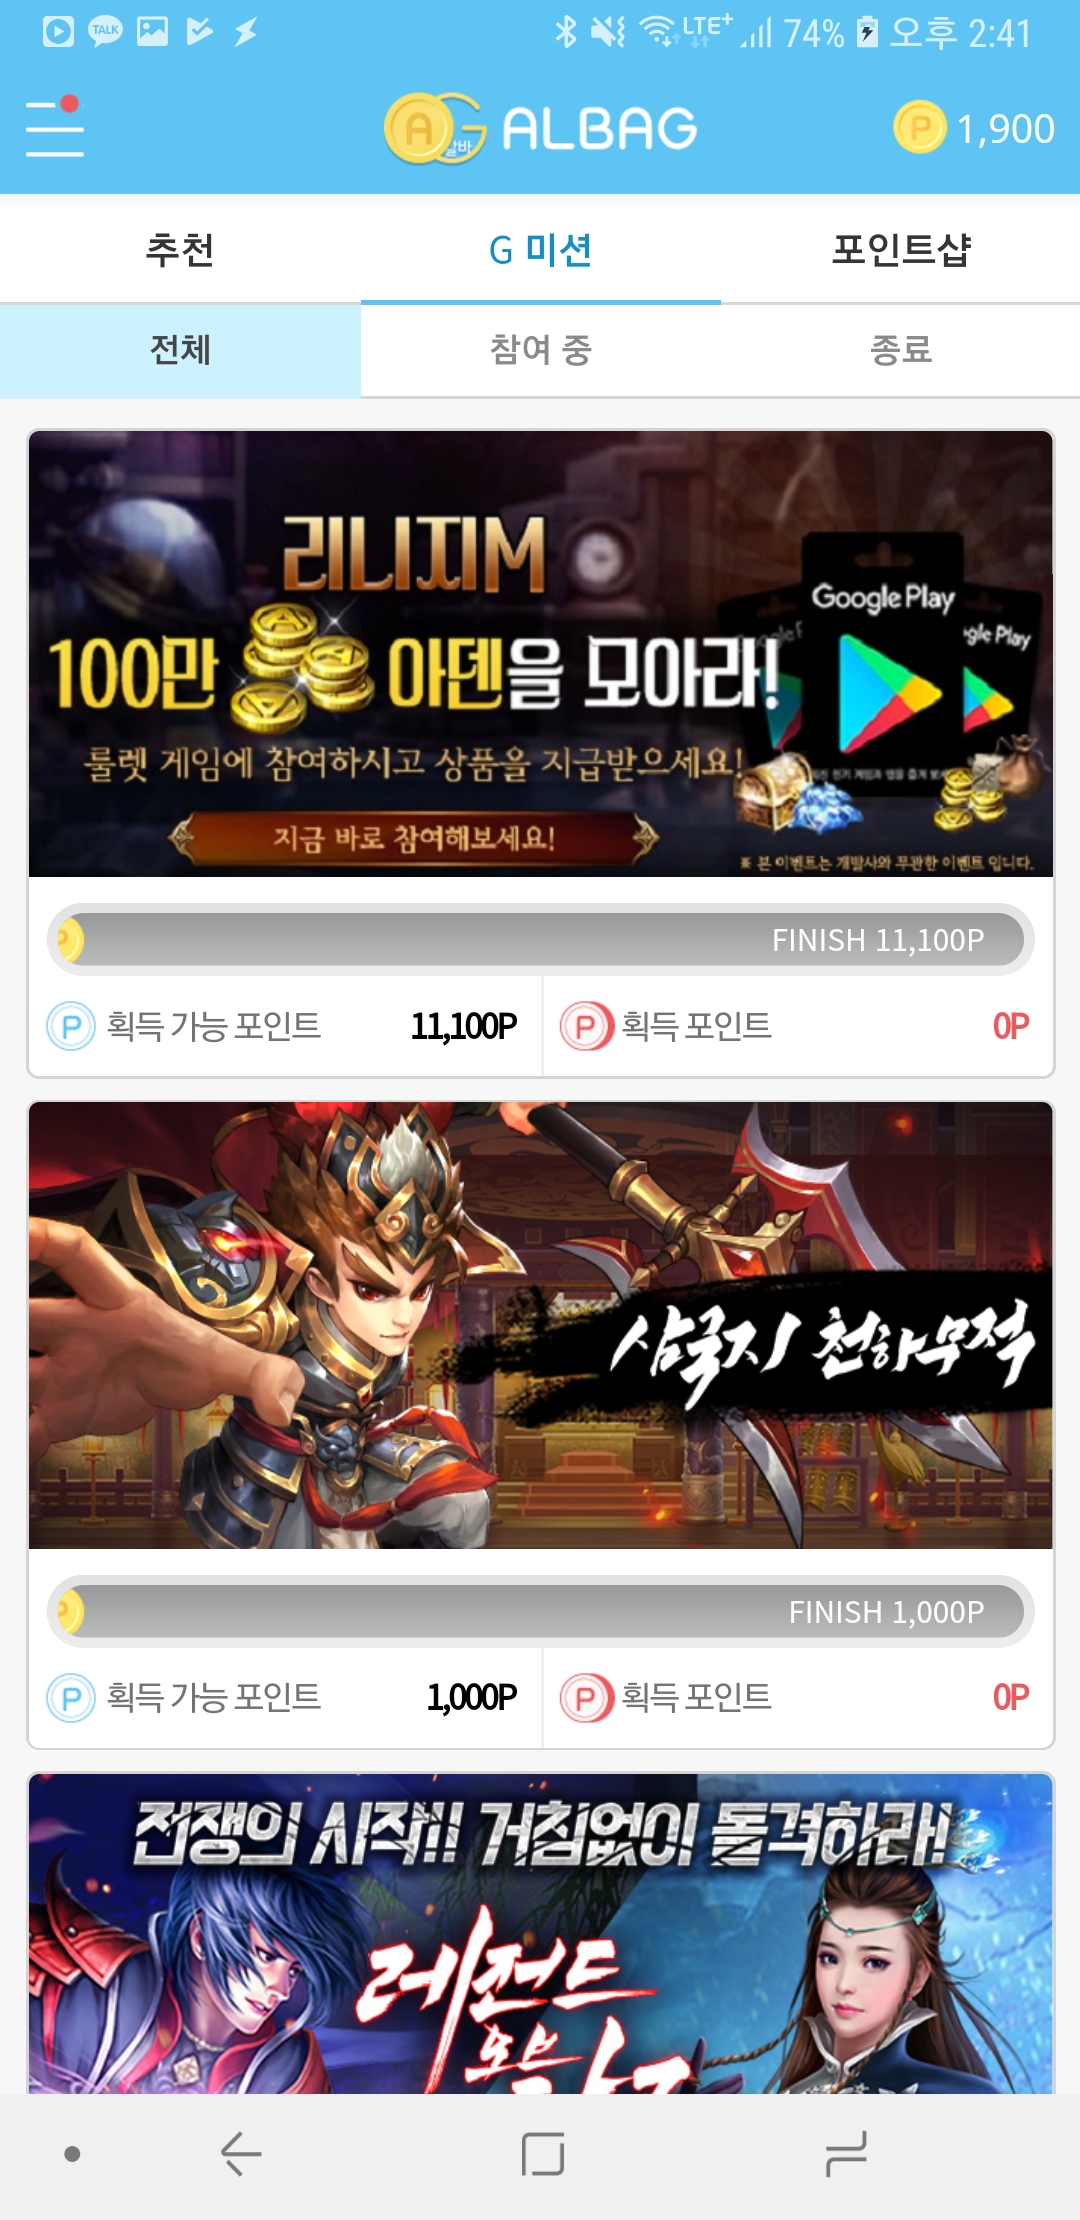 TALK LTE+ 74% 오후 2:41
A G 알바 ALBAG P 1,900
추천 G 미션 포인트샵
전체 참여 중 종료
리니지M
100만 아덴을 모아라!
룰렛 게임에 참여하시고 상품을 지급받으세요!
지금 바로 참여해보세요!
Google Play
gle Play
※ 본 이벤트는 개발사와 무관한 이벤트 입니다.
FINISH 11,100P
P 획득 가능 포인트 11,100P P 획득 포인트 0P
삼국지 천하무적
FINISH 1,000P
P 획득 가능 포인트 1,000P P 획득 포인트 0P
전쟁의 시작!! 거침없이 돌격하라!
레전드
오브